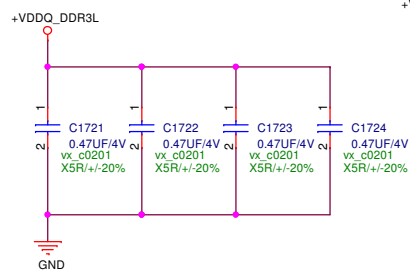 +V
+VDDQ_DDR3L
1
1
1
1
C1721
C1722
C1723
C1724
2
0.47UF/4V
2
0.47UF/4V
2
0.47UF/4V
2
0.47UF/4V
vx_c0201
vx_c0201
vx_c0201
vx_c0201
X5R/+/-20%
X5R/+/-20%
X5R/+/-20%
X5R/+/-20%
GND